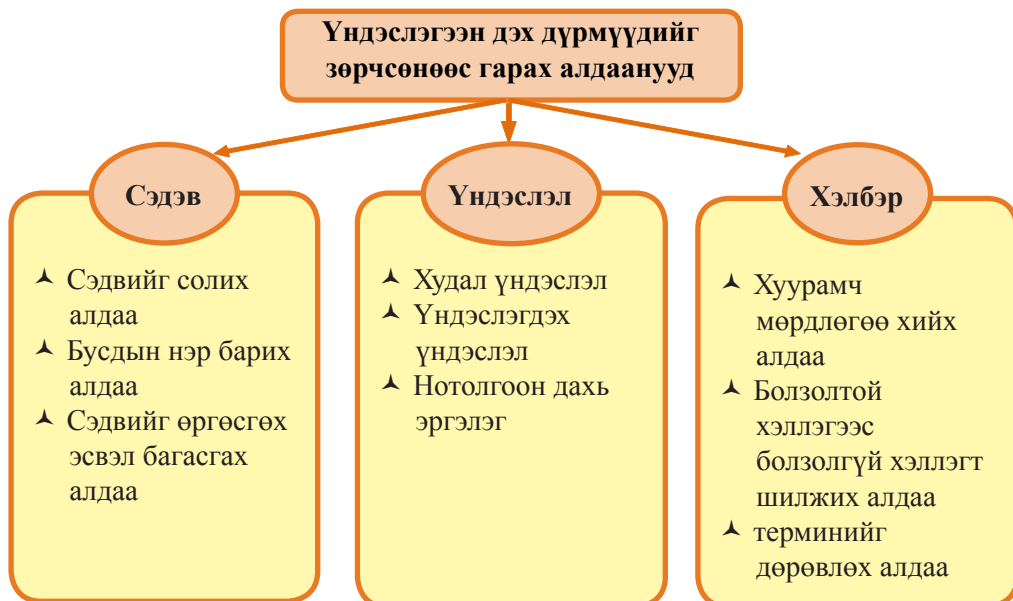 Үндэслэгээн дэх дүрмүүдийг
зөрчсөнөөс гарах алдаанууд
Сэдэв
Сэдвийг солих
алдаа
Бусдын нэр барих
алдаа
Сэдвийг өргөсгөх
эсвэл багасгах
алдаа
Үндэслэл
Худал үндэслэл
Үндэслэгдэх
үндэслэл
Нотолгоон дахь
эргэлэг
Хэлбэр
Хуурамч
мөрдлөгөө хийх
алдаа
Болзолтой
хэллэгээс
болзолгүй хэллэгт
шилжих алдаа
терминийг
дөрөвлөх алдаа